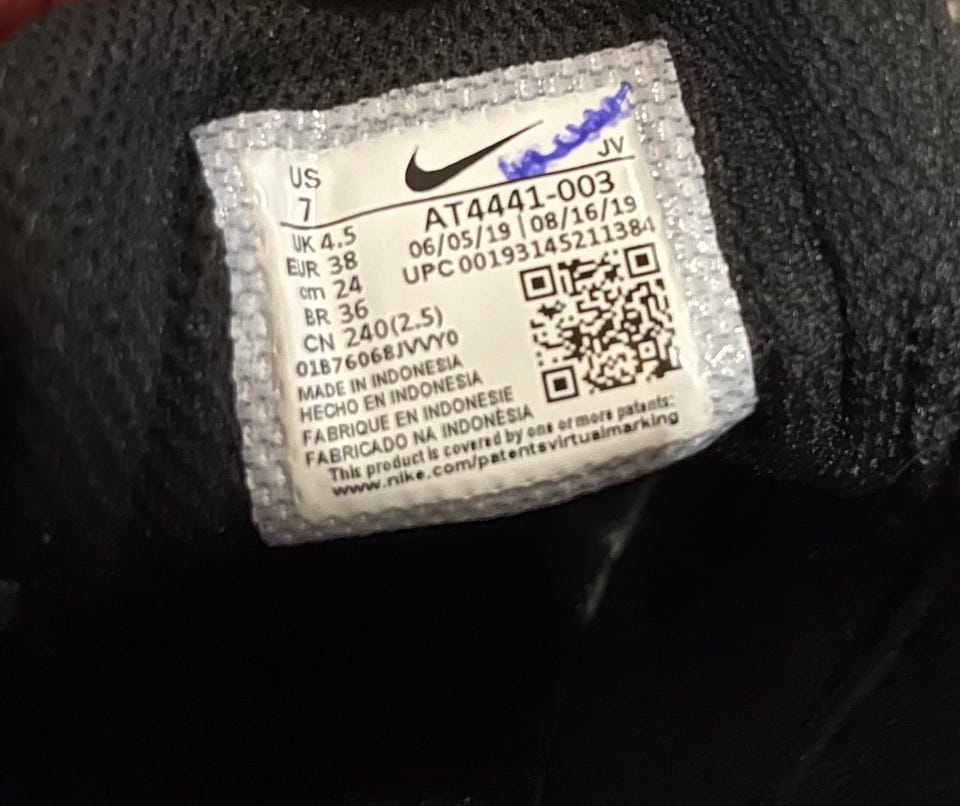 JV
US
7
AT4441-003
06/05/19 | 08/16/19
UPC 00193145211384
UK 4.5
EUR 38
cm 24
BR 36
CN 240(2.5)
01B76068JVVY0
MADE IN INDONESIA
HECHO EN INDONESIA
FABRIQUE EN INDONESIE
FABRICADO NA INDONÈSIA
This product is covered by one or more patents:
www.nike.com/patentsvirtualmarking